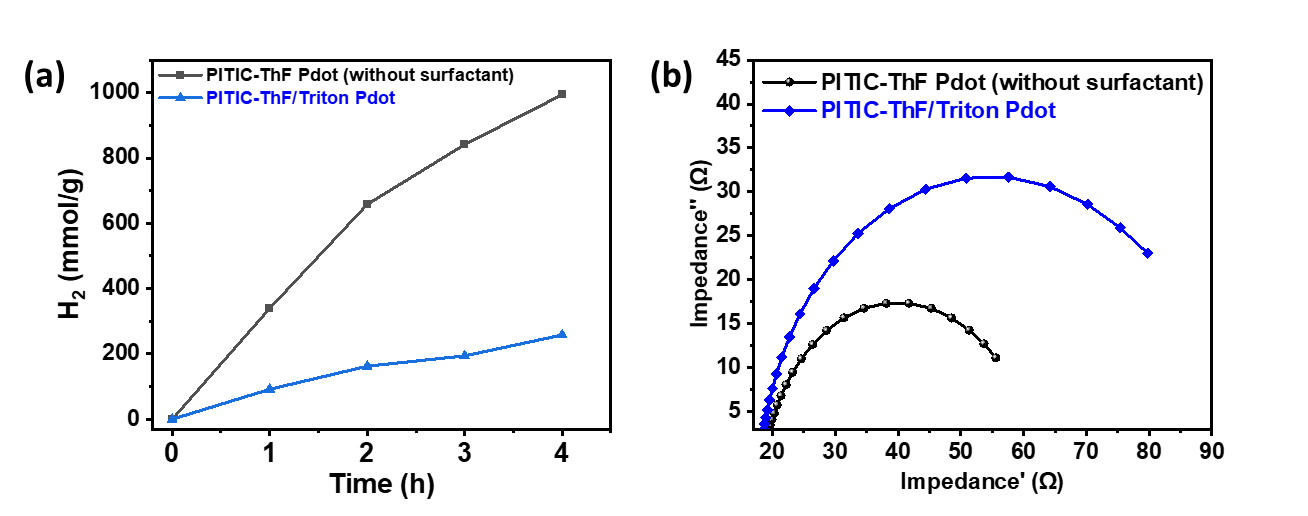 (a)
PITIC-ThF Pdot (without surfactant)
PITIC-ThF/Triton Pdot
1000
800
600
400
200
0
H2 (mmol/g)
0 1 2 3 4
Time (h)
(b)
PITIC-ThF Pdot (without surfactant)
PITIC-ThF/Triton Pdot
45
40
35
30
25
20
15
10
5
Impedance'' (Ω)
20 30 40 50 60 70 80 90
Impedance' (Ω)